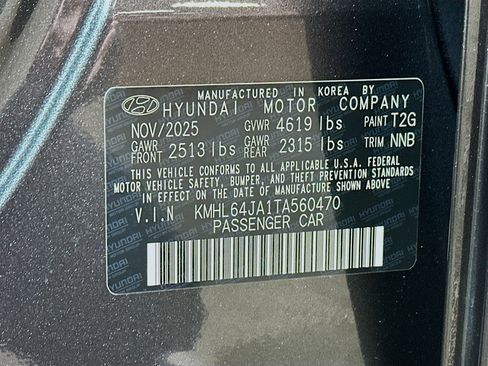 MANUFACTURED IN KOREA BY
HYUNDAI MOTOR COMPANY
NOV/2025 GVWR 4619 lbs PAINT T2G
GAWR FRONT 2513 lbs GAWR REAR 2315 lbs TRIM NNB
THIS VEHICLE CONFORMS TO ALL APPLICABLE U.S.A. FEDERAL
MOTOR VEHICLE SAFETY, BUMPER, AND THEFT PREVENTION STANDARDS
IN EFFECT ON THE DATE OF MANUFACTURE SHOWN ABOVE.
V.I.N KMHL64JA1TA560470
PASSENGER CAR